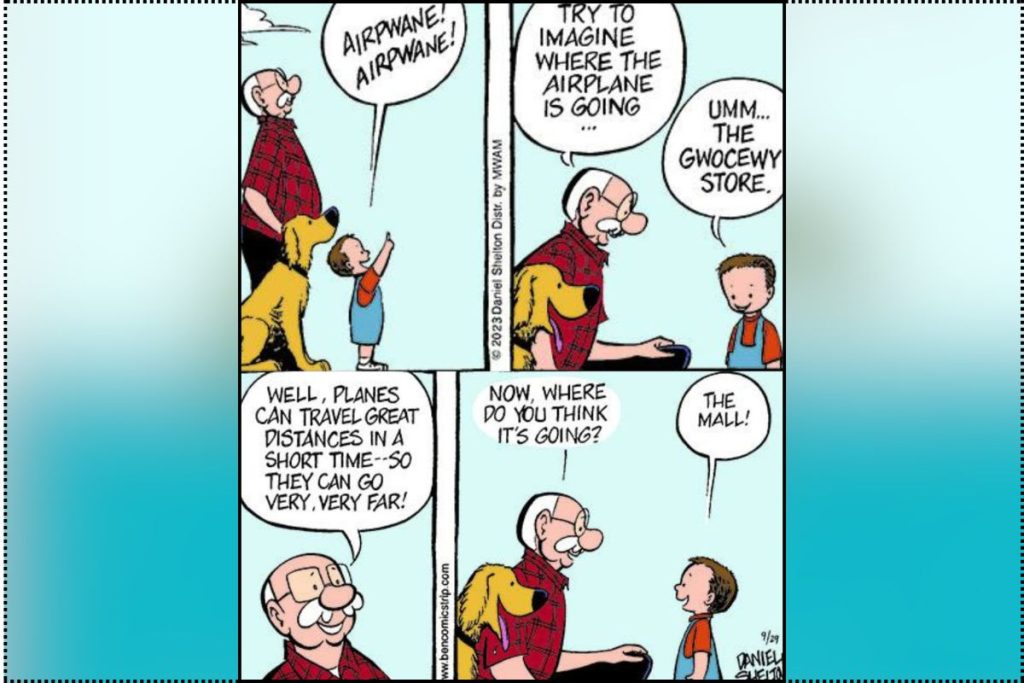 AIRPWANE!
AIRPWANE!
© 2023 Daniel Shelton Distr. by MWAM
TRY TO
IMAGINE
WHERE THE
AIRPLANE
IS GOING
...
UMM...
THE
GWOCEWY
STORE.
WELL, PLANES
CAN TRAVEL GREAT
DISTANCES IN A
SHORT TIME--SO
THEY CAN GO
VERY, VERY FAR!
www.bencomicstrip.com
NOW, WHERE
DO YOU THINK
IT'S GOING?
THE
MALL!
9/29
DANIEL
SHELTON